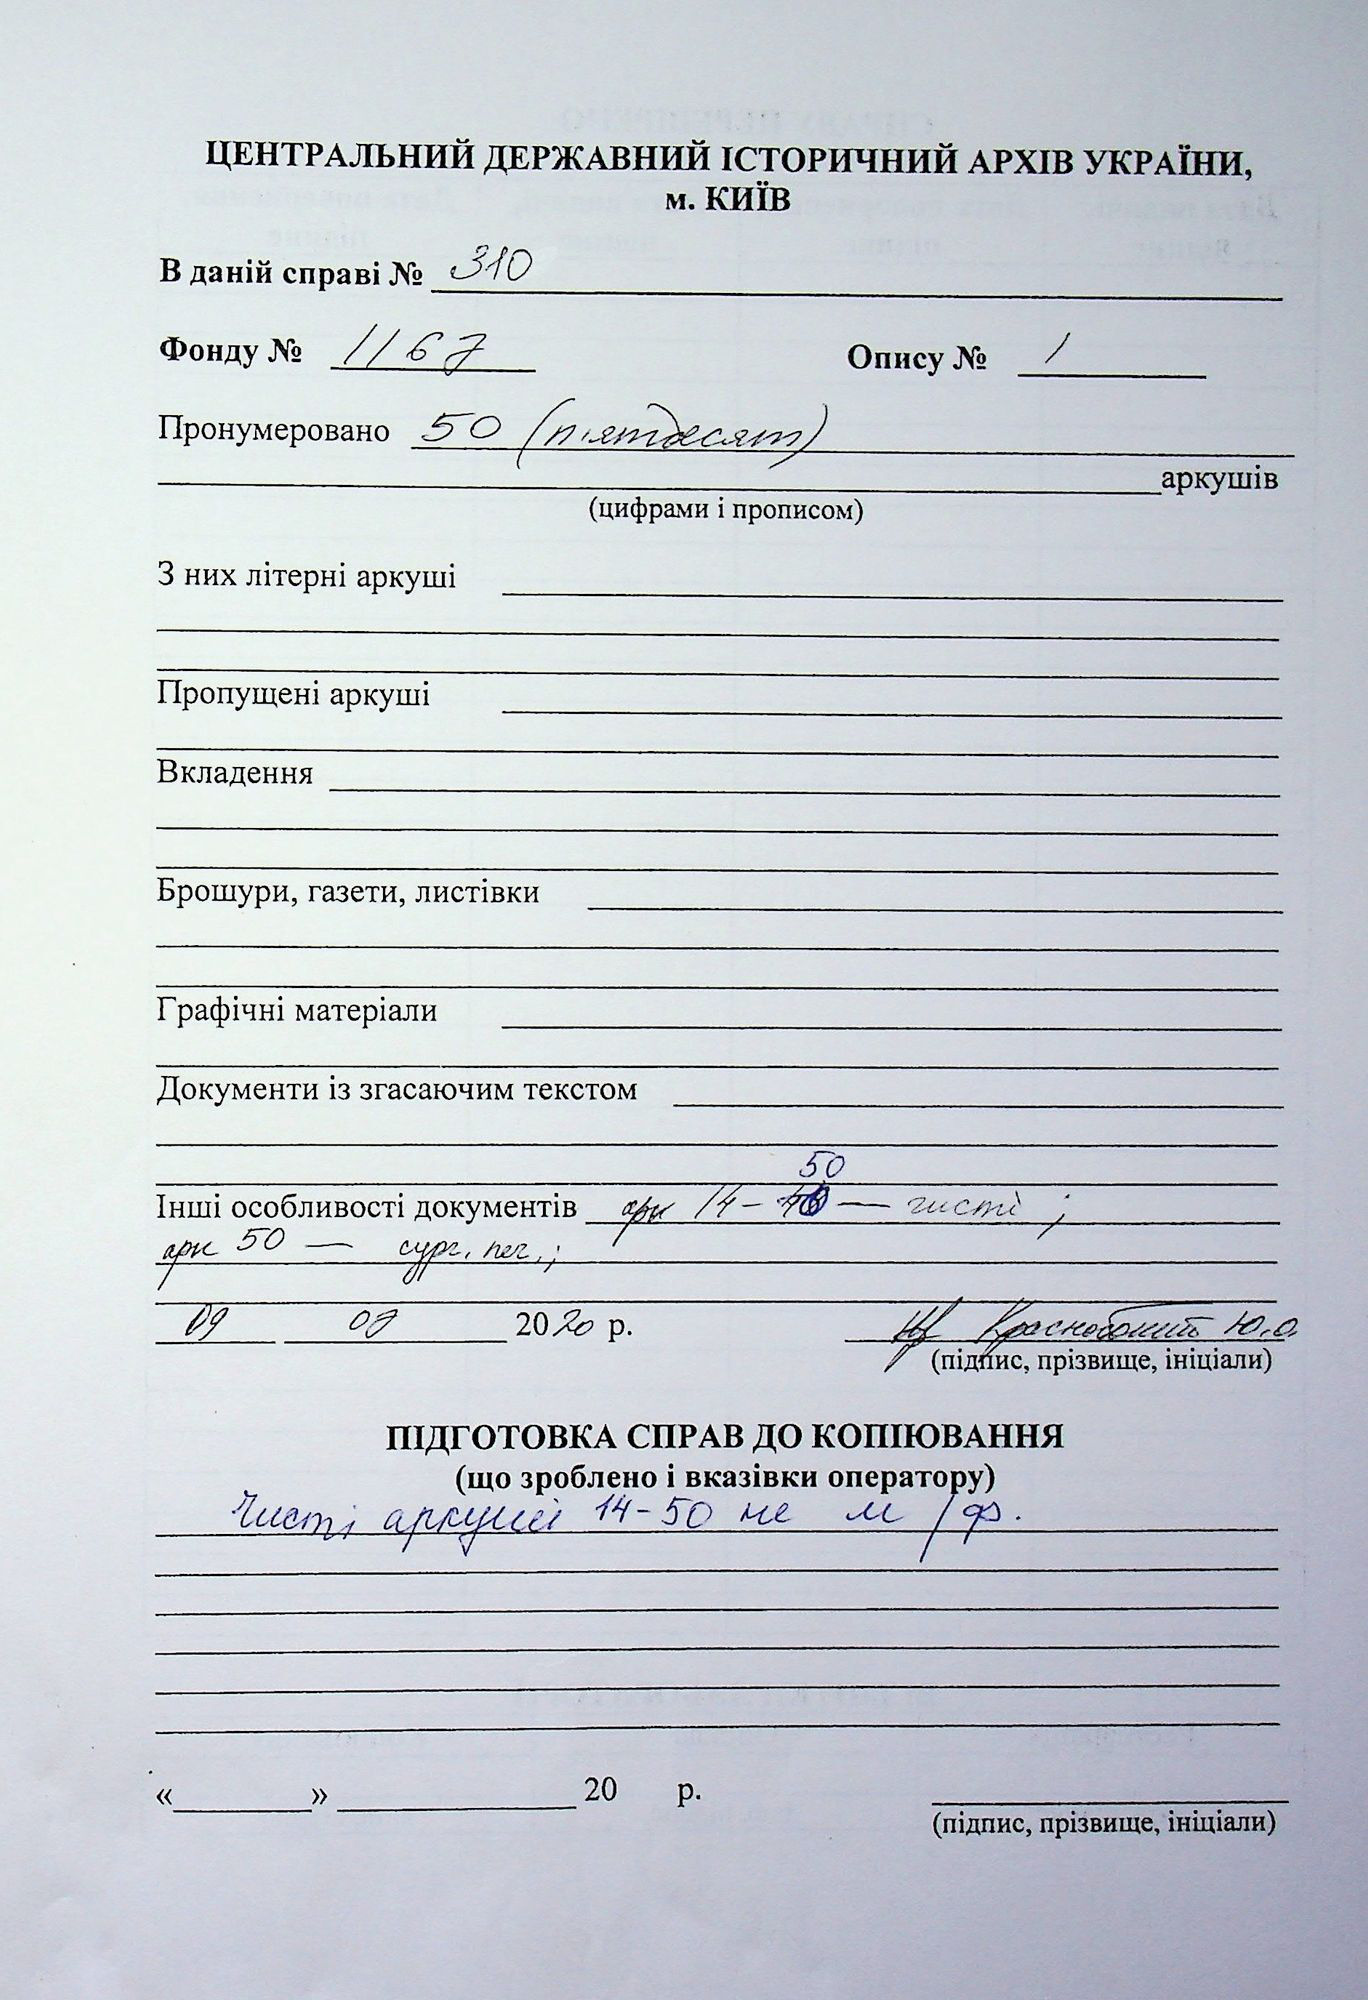 ЦЕНТРАЛЬНИЙ ДЕРЖАВНИЙ ІСТОРИЧНИЙ АРХІВ УКРАЇНИ,
м. КИЇВ
В даній справі № 310
Фонду № 1167 Опису № 1
Пронумеровано 50 (п'ятдесят)
аркушів
(цифрами і прописом)
З них літерні аркуші
Пропущені аркуші
Вкладення
Брошури, газети, листівки
Графічні матеріали
Документи із згасаючим текстом
50
Інші особливості документів арк 14 - — чисті ;
арк 50 — сург. печ.;
09 07 2020 р. Ю.О.
(підпис, прізвище, ініціали)
ПІДГОТОВКА СПРАВ ДО КОПІЮВАННЯ
(що зроблено і вказівки оператору)
Чисті аркуші 14-50 не м/ф.
«_______» ____________ 20 р.
(підпис, прізвище, ініціали)